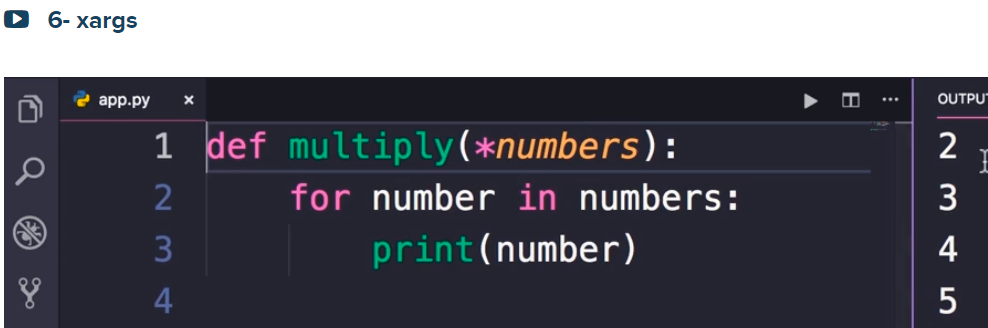 6- xargs
app.py ×
OUTPUT
1 def multiply(*numbers):
2 for number in numbers:
3 print(number)
4
2
3
4
5